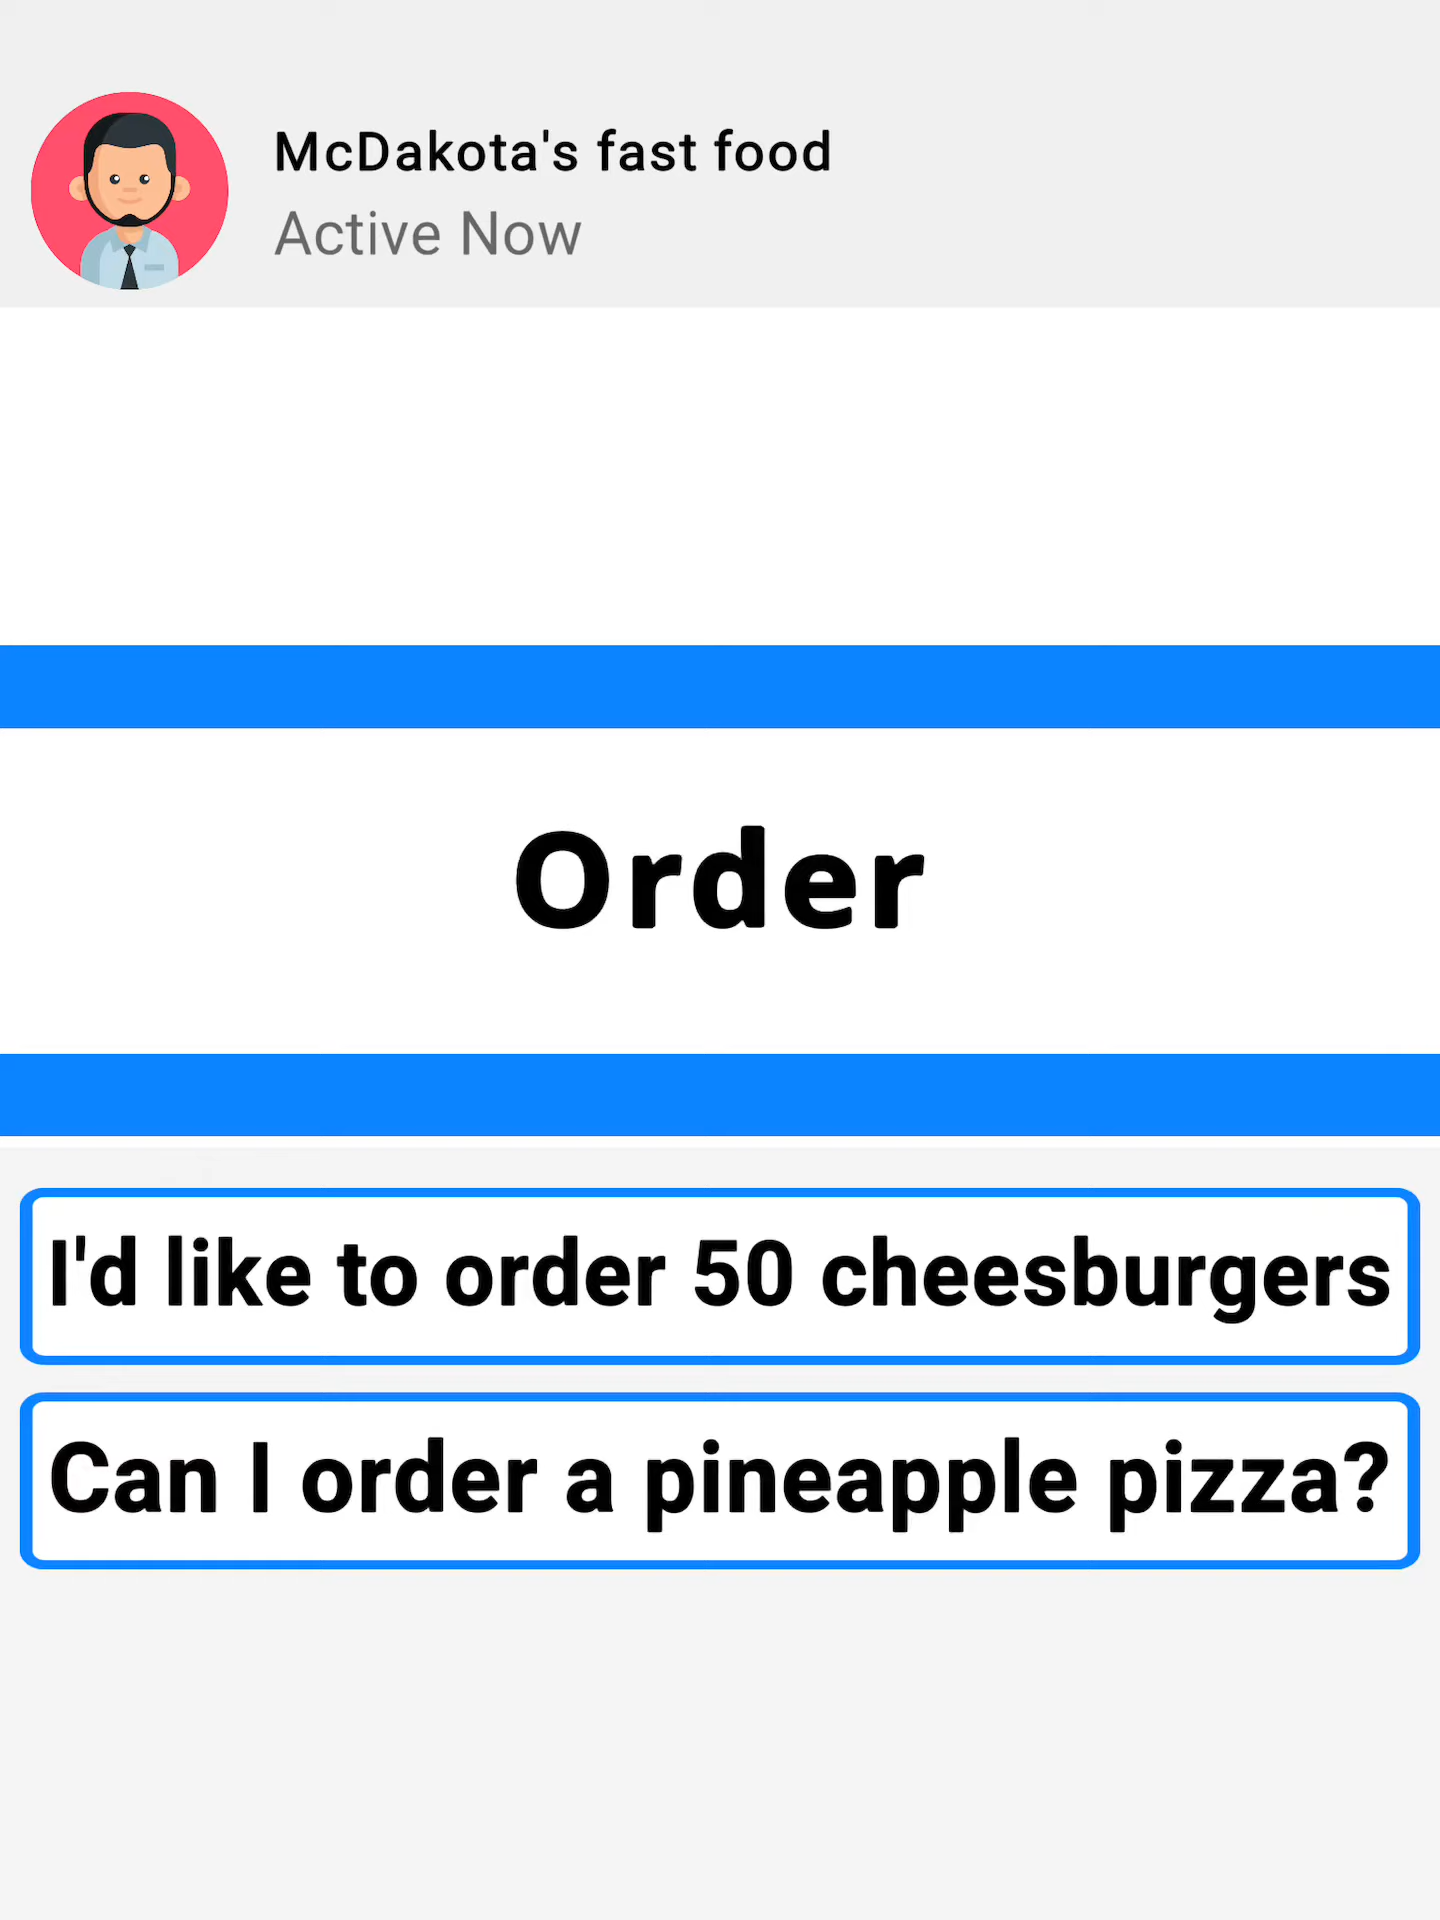 McDakota's fast food
Active Now
Order
I'd like to order 50 cheesburgers
Can I order a pineapple pizza?